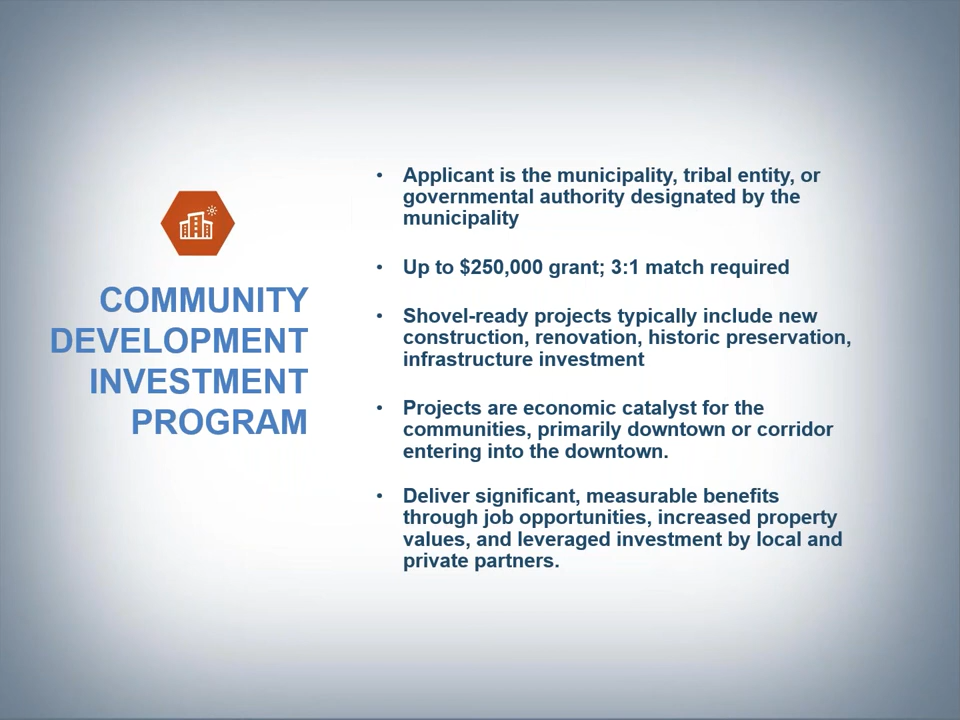 COMMUNITY
DEVELOPMENT
INVESTMENT
PROGRAM
• Applicant is the municipality, tribal entity, or
governmental authority designated by the
municipality
• Up to $250,000 grant; 3:1 match required
• Shovel-ready projects typically include new
construction, renovation, historic preservation,
infrastructure investment
• Projects are economic catalyst for the
communities, primarily downtown or corridor
entering into the downtown.
• Deliver significant, measurable benefits
through job opportunities, increased property
values, and leveraged investment by local and
private partners.